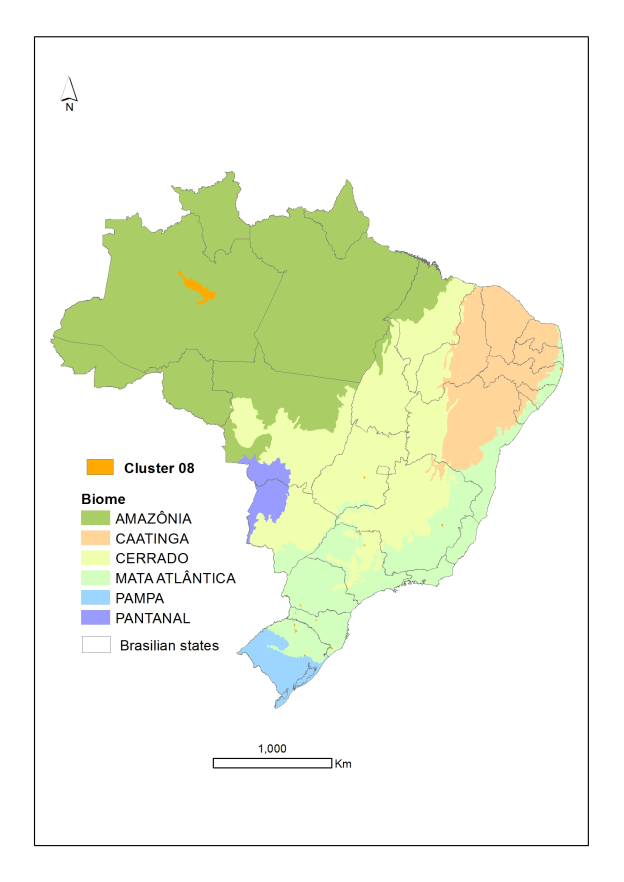 N
Cluster 08
Biome
AMAZÔNIA
CAATINGA
CERRADO
MATA ATLÂNTICA
PAMPA
PANTANAL
Brasilian states
1,000
Km